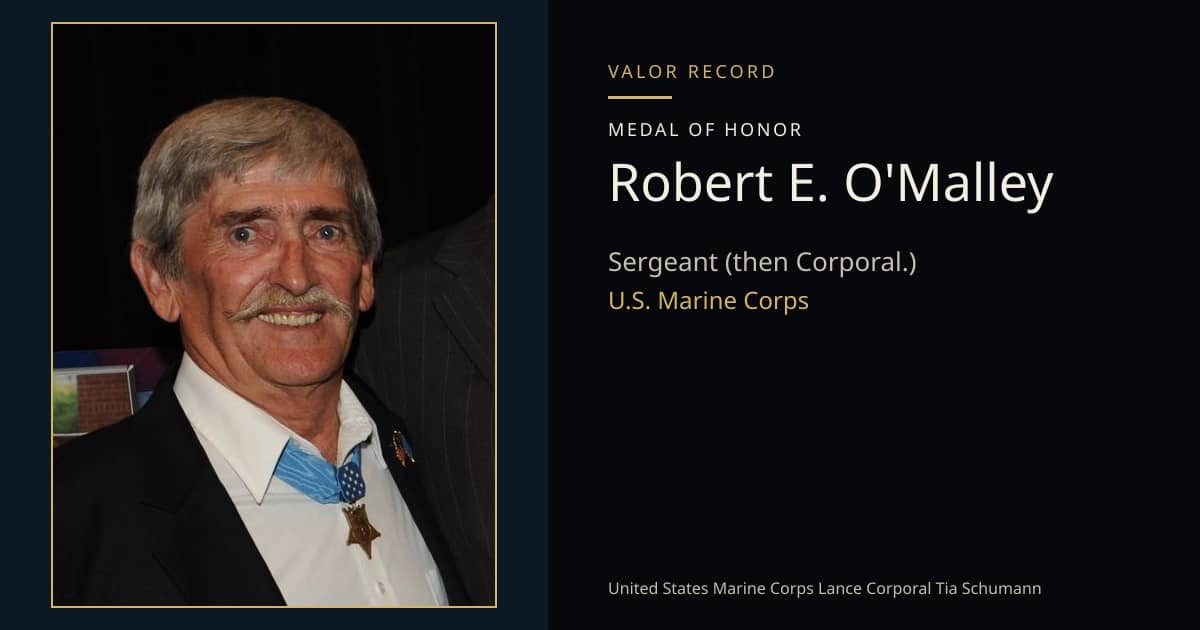 VALOR RECORD
MEDAL OF HONOR
Robert E. O'Malley
Sergeant (then Corporal.)
U.S. Marine Corps
United States Marine Corps Lance Corporal Tia Schumann